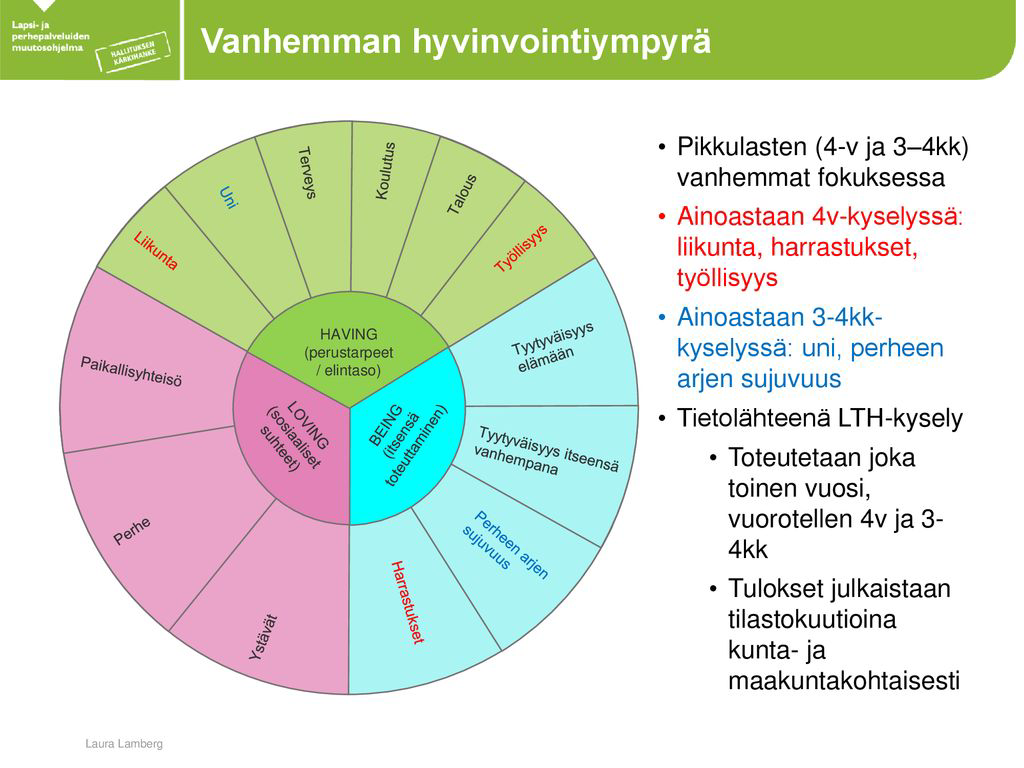 Lapsi- ja
perhepalveluiden
muutosohjelma
HALLITUKSEN
KÄRKIHANKE
Vanhemman hyvinvointiympyrä
Liikunta
Uni
Terveys
Koulutus
Talous
Työllisyys
HAVING
(perustarpeet
/ elintaso)
Tyytyväisyys
elämään
Tyytyväisyys itseensä
vanhempana
Perheen arjen
sujuvuus
Harrastukset
BEING
(itsensä
toteuttaminen)
LOVING
(sosiaaliset
suhteet)
Paikallisyhteisö
Perhe
Ystävät
• Pikkulasten (4-v ja 3–4kk)
vanhemmat fokuksessa
• Ainoastaan 4v-kyselyssä:
liikunta, harrastukset,
työllisyys
• Ainoastaan 3-4kk-
kyselyssä: uni, perheen
arjen sujuvuus
• Tietolähteenä LTH-kysely
• Toteutetaan joka
toinen vuosi,
vuorotellen 4v ja 3-
4kk
• Tulokset julkaistaan
tilastokuutioina
kunta- ja
maakuntakohtaisesti
Laura Lamberg